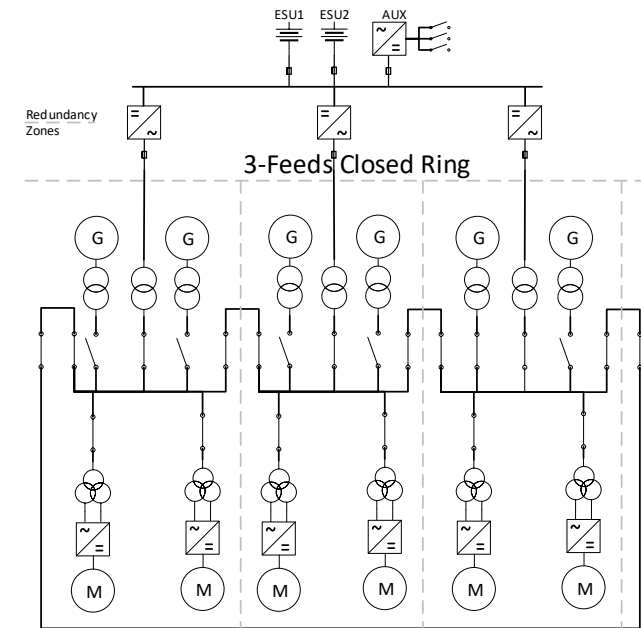 ESU1 ESU2 AUX
Redundancy
Zones
3-Feeds Closed Ring
G G G G G G
M M M M M M